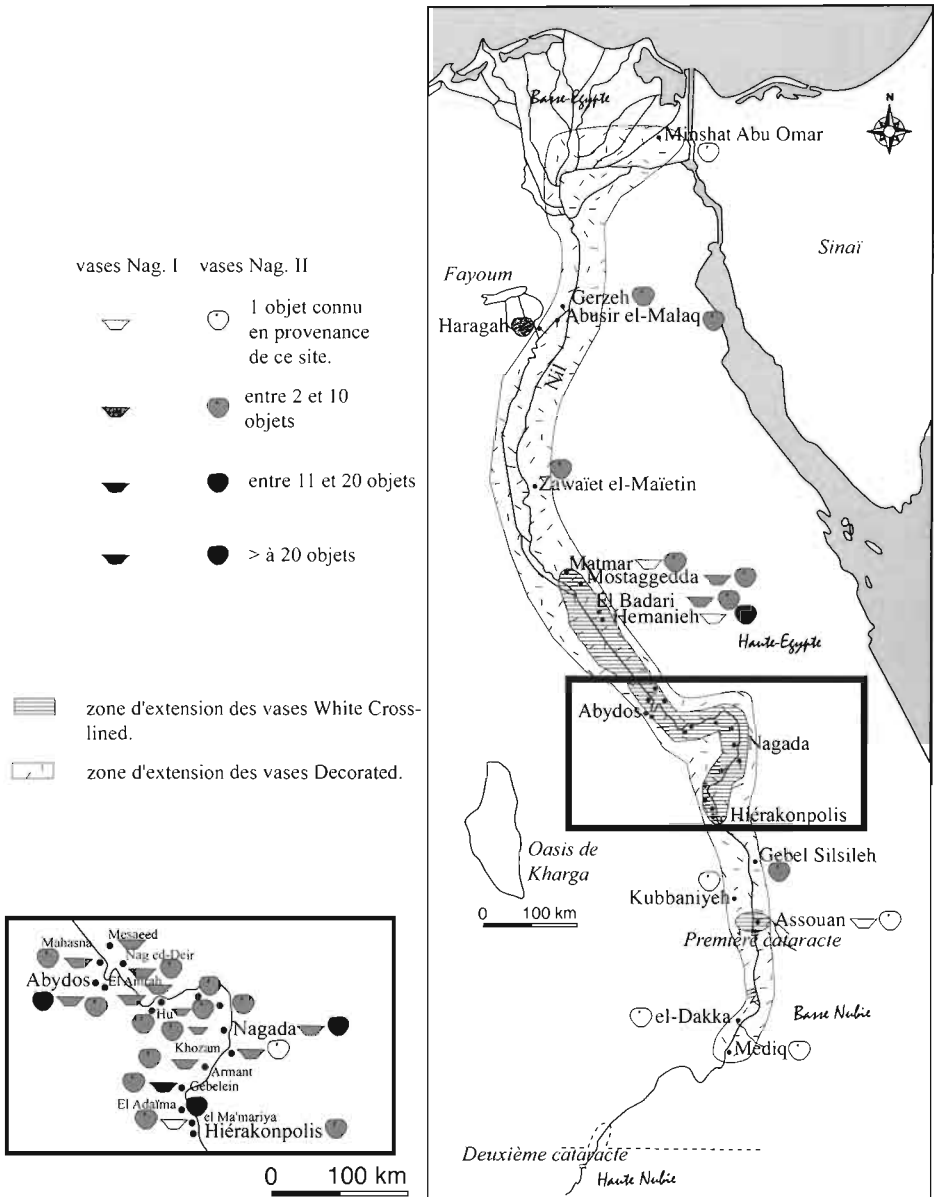 vases Nag. I vases Nag. II
1 objet connu
en provenance
de ce site.
entre 2 et 10
objets
entre 11 et 20 objets
> à 20 objets
zone d'extension des vases White Cross-
lined.
zone d'extension des vases Decorated.
Basse-Egypte
Minshat Abu Omar
N
Sinaï
Fayoum
Gerzeh
Abusir el-Malaq
Haragah
Nil
Zawaïet el-Maïetin
Matmar
Mostaggedda
El Badari
Hemanieh
Haute-Egypte
Abydos
Nagada
Hiérakonpolis
Oasis de
Kharga
Gebel Silsileh
Kubbaniyeh
0 100 km
Assouan
Première cataracte
el-Dakka
Basse Nubie
Mediq
Deuxième cataracte
Haute Nubie
Mesaeed
Mahasna
Nag ed-Deir
Abydos
El Amrah
Hu
Nagada
Khozam
Armant
Gebelein
El Adaïma
el Ma'mariya
Hiérakonpolis
0 100 km